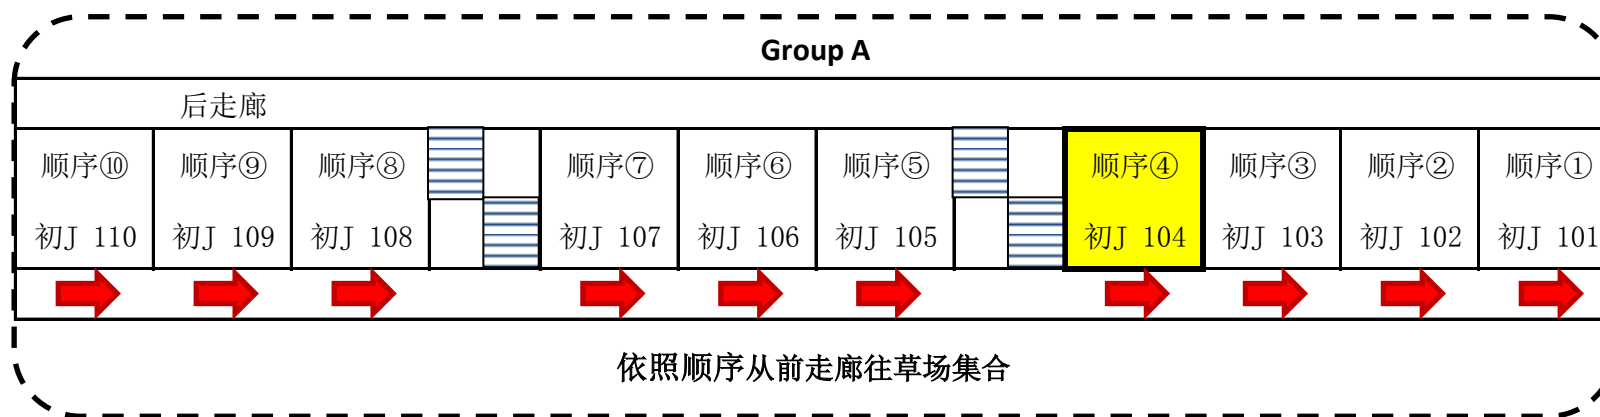 Group A
后走廊
顺序⑩ 顺序⑨ 顺序⑧ 顺序⑦ 顺序⑥ 顺序⑤ 顺序④ 顺序③ 顺序② 顺序①
初J 110 初J 109 初J 108 初J 107 初J 106 初J 105 初J 104 初J 103 初J 102 初J 101
依照顺序从前走廊往草场集合